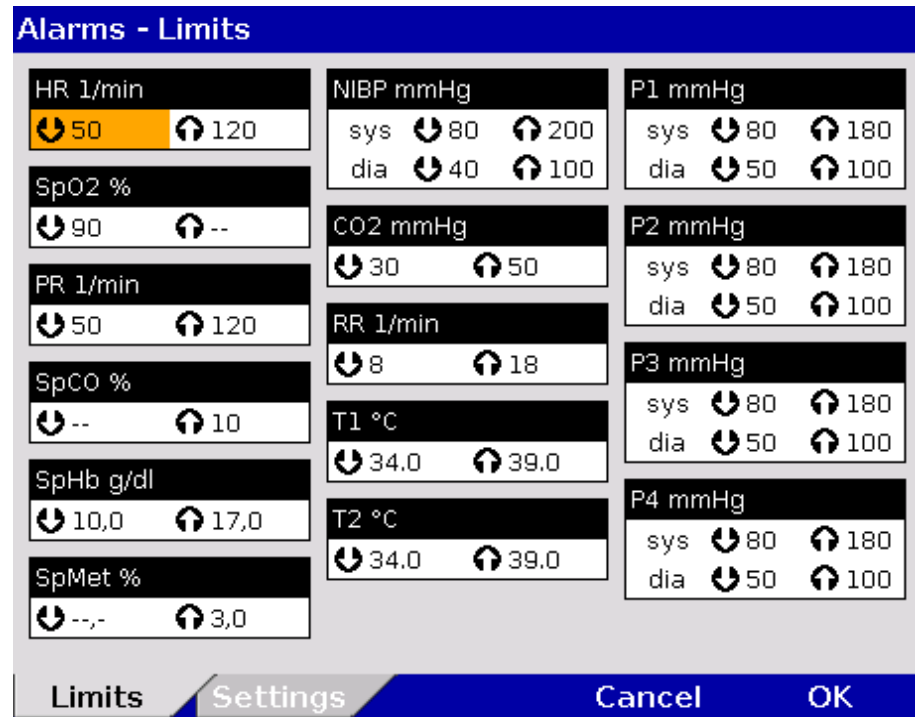 Alarms - Limits
HR 1/min
50 120
SpO2 %
90 --
PR 1/min
50 120
SpCO %
-- 10
SpHb g/dl
10,0 17,0
SpMet %
--,- 3,0
NIBP mmHg
sys 80 200
dia 40 100
CO2 mmHg
30 50
RR 1/min
8 18
T1 °C
34.0 39.0
T2 °C
34.0 39.0
P1 mmHg
sys 80 180
dia 50 100
P2 mmHg
sys 80 180
dia 50 100
P3 mmHg
sys 80 180
dia 50 100
P4 mmHg
sys 80 180
dia 50 100
Limits Settings Cancel OK